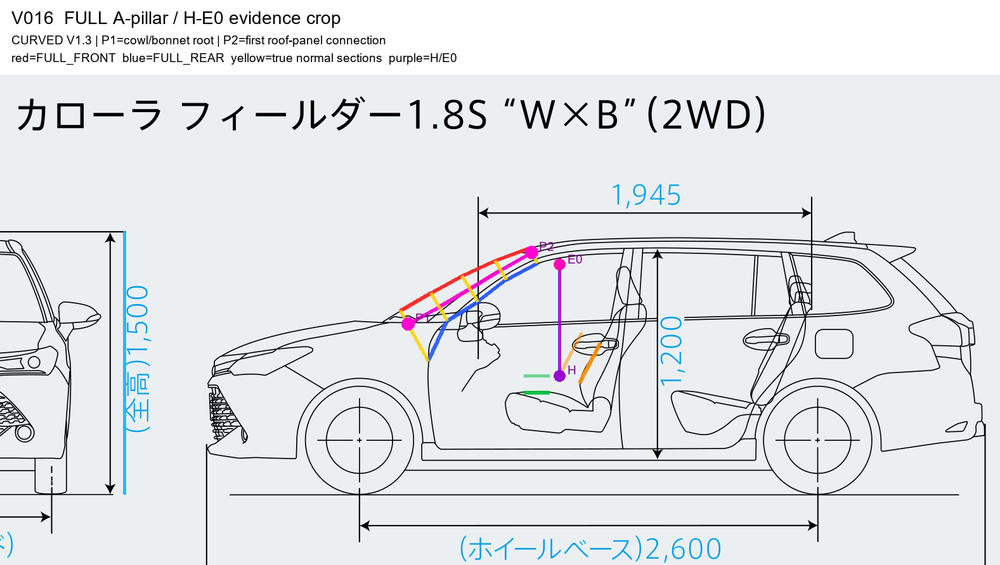 V016 FULL A-pillar / H-E0 evidence crop
CURVED V1.3 | P1=cowl/bonnet root | P2=first roof-panel connection
red=FULL_FRONT blue=FULL_REAR yellow=true normal sections purple=H/E0
カローラ フィールダー1.8S “W×B”(2WD)
1,945
P2
E0
P1
H
1,200
(全高)1,500
(ホイールベース)2,600